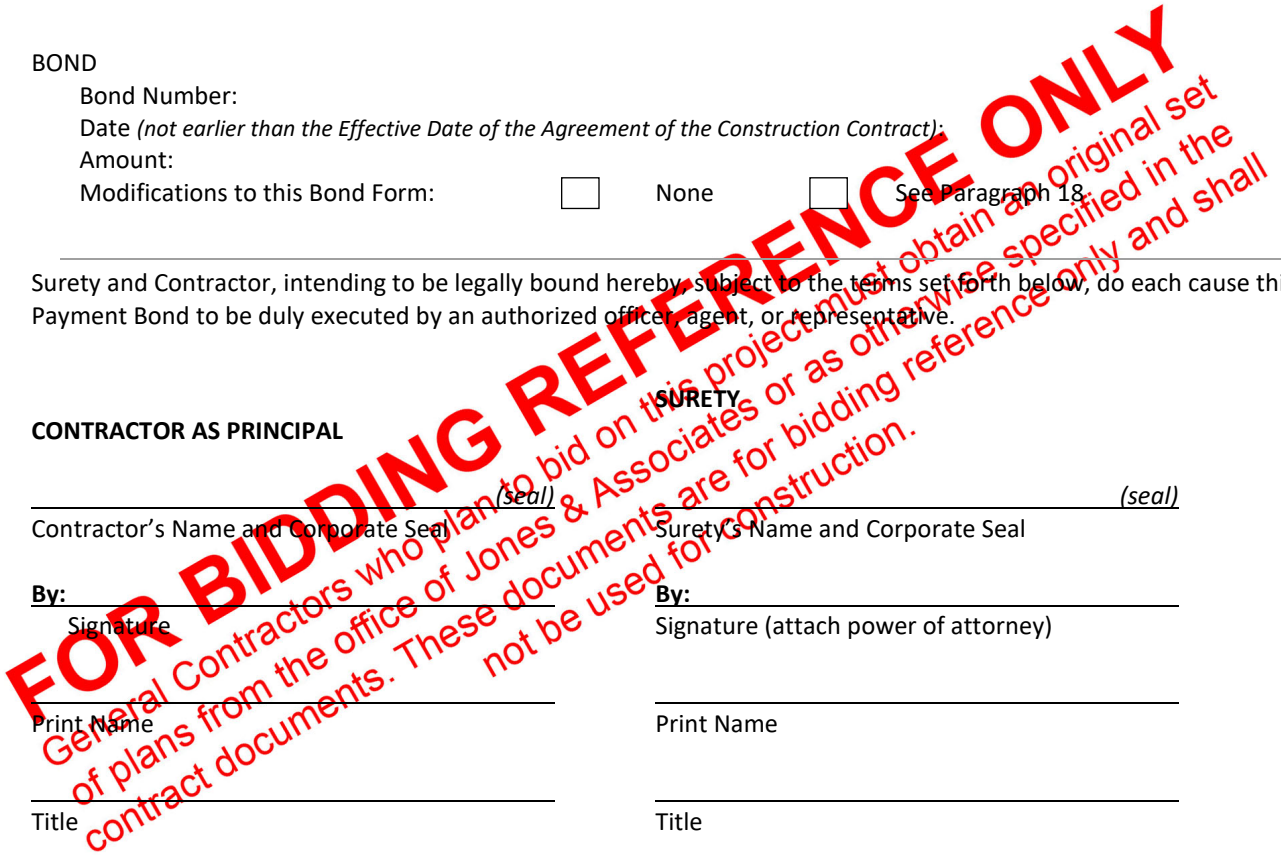 BOND
Bond Number:
Date (not earlier than the Effective Date of the Agreement of the Construction Contract):
Amount:
Modifications to this Bond Form: None See Paragraph 18
Surety and Contractor, intending to be legally bound hereby, subject to the terms set forth below, do each cause thi
Payment Bond to be duly executed by an authorized officer, agent, or representative.
SURETY
CONTRACTOR AS PRINCIPAL
(seal) (seal)
Contractor’s Name and Corporate Seal Surety’s Name and Corporate Seal
By: By:
Signature Signature (attach power of attorney)
Print Name Print Name
Title Title
FOR BIDDING REFERENCE ONLY
General Contractors who plan to bid on this project must obtain an original set
of plans from the office of Jones & Associates or as otherwise specified in the
contract documents. These documents are for bidding reference only and shall
not be used for construction.